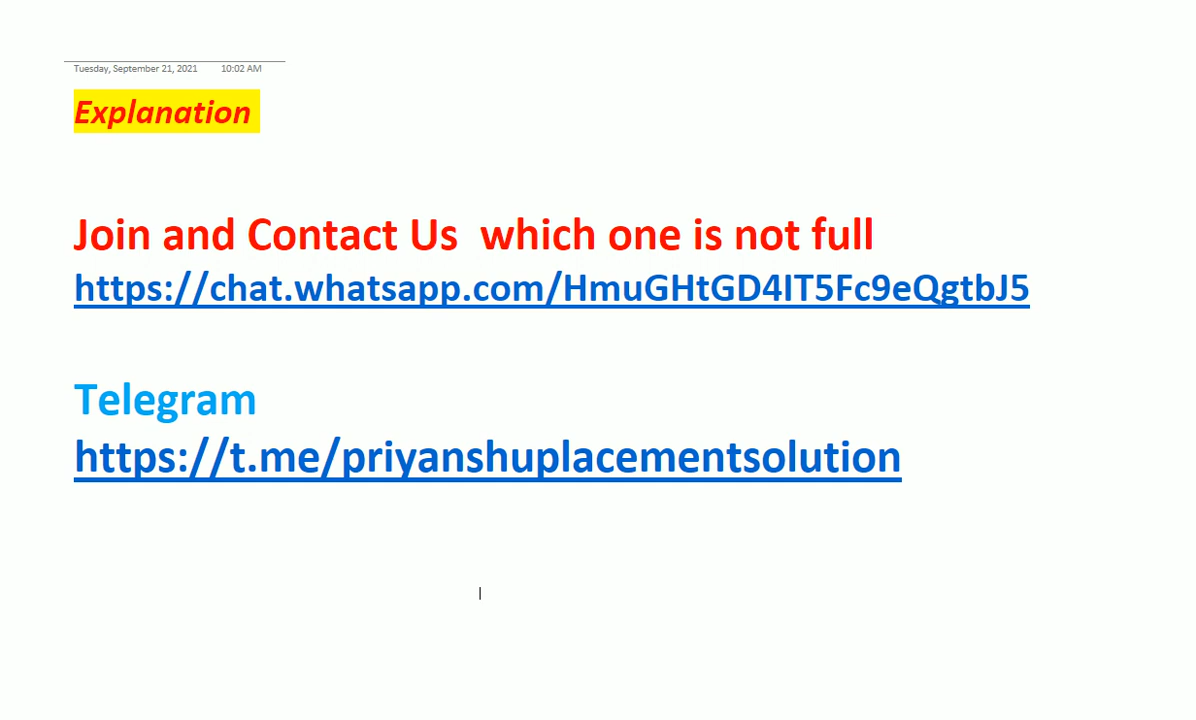 Tuesday, September 21, 2021 10:02 AM
Explanation
Join and Contact Us which one is not full
https://chat.whatsapp.com/HmuGHtGD4IT5Fc9eQgtbJ5
Telegram
https://t.me/priyanshuplacementsolution